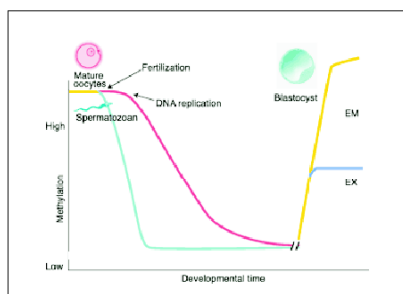 Mature
oocytes
Fertilization
DNA replication
Spermatozoan
Blastocyst
High
EM
EX
Methylation
Low
Developmental time